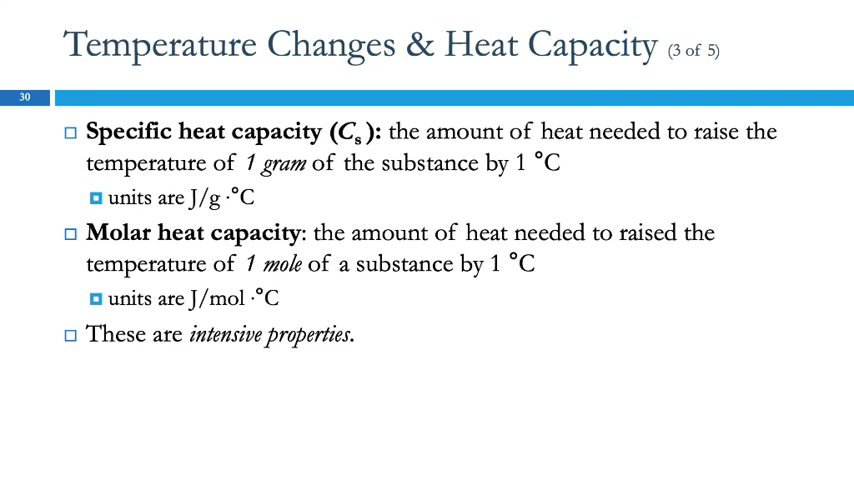 Temperature Changes & Heat Capacity (3 of 5)
30
Specific heat capacity (Cs ): the amount of heat needed to raise the
temperature of 1 gram of the substance by 1 °C
units are J/g ·°C
Molar heat capacity: the amount of heat needed to raised the
temperature of 1 mole of a substance by 1 °C
units are J/mol ·°C
These are intensive properties.